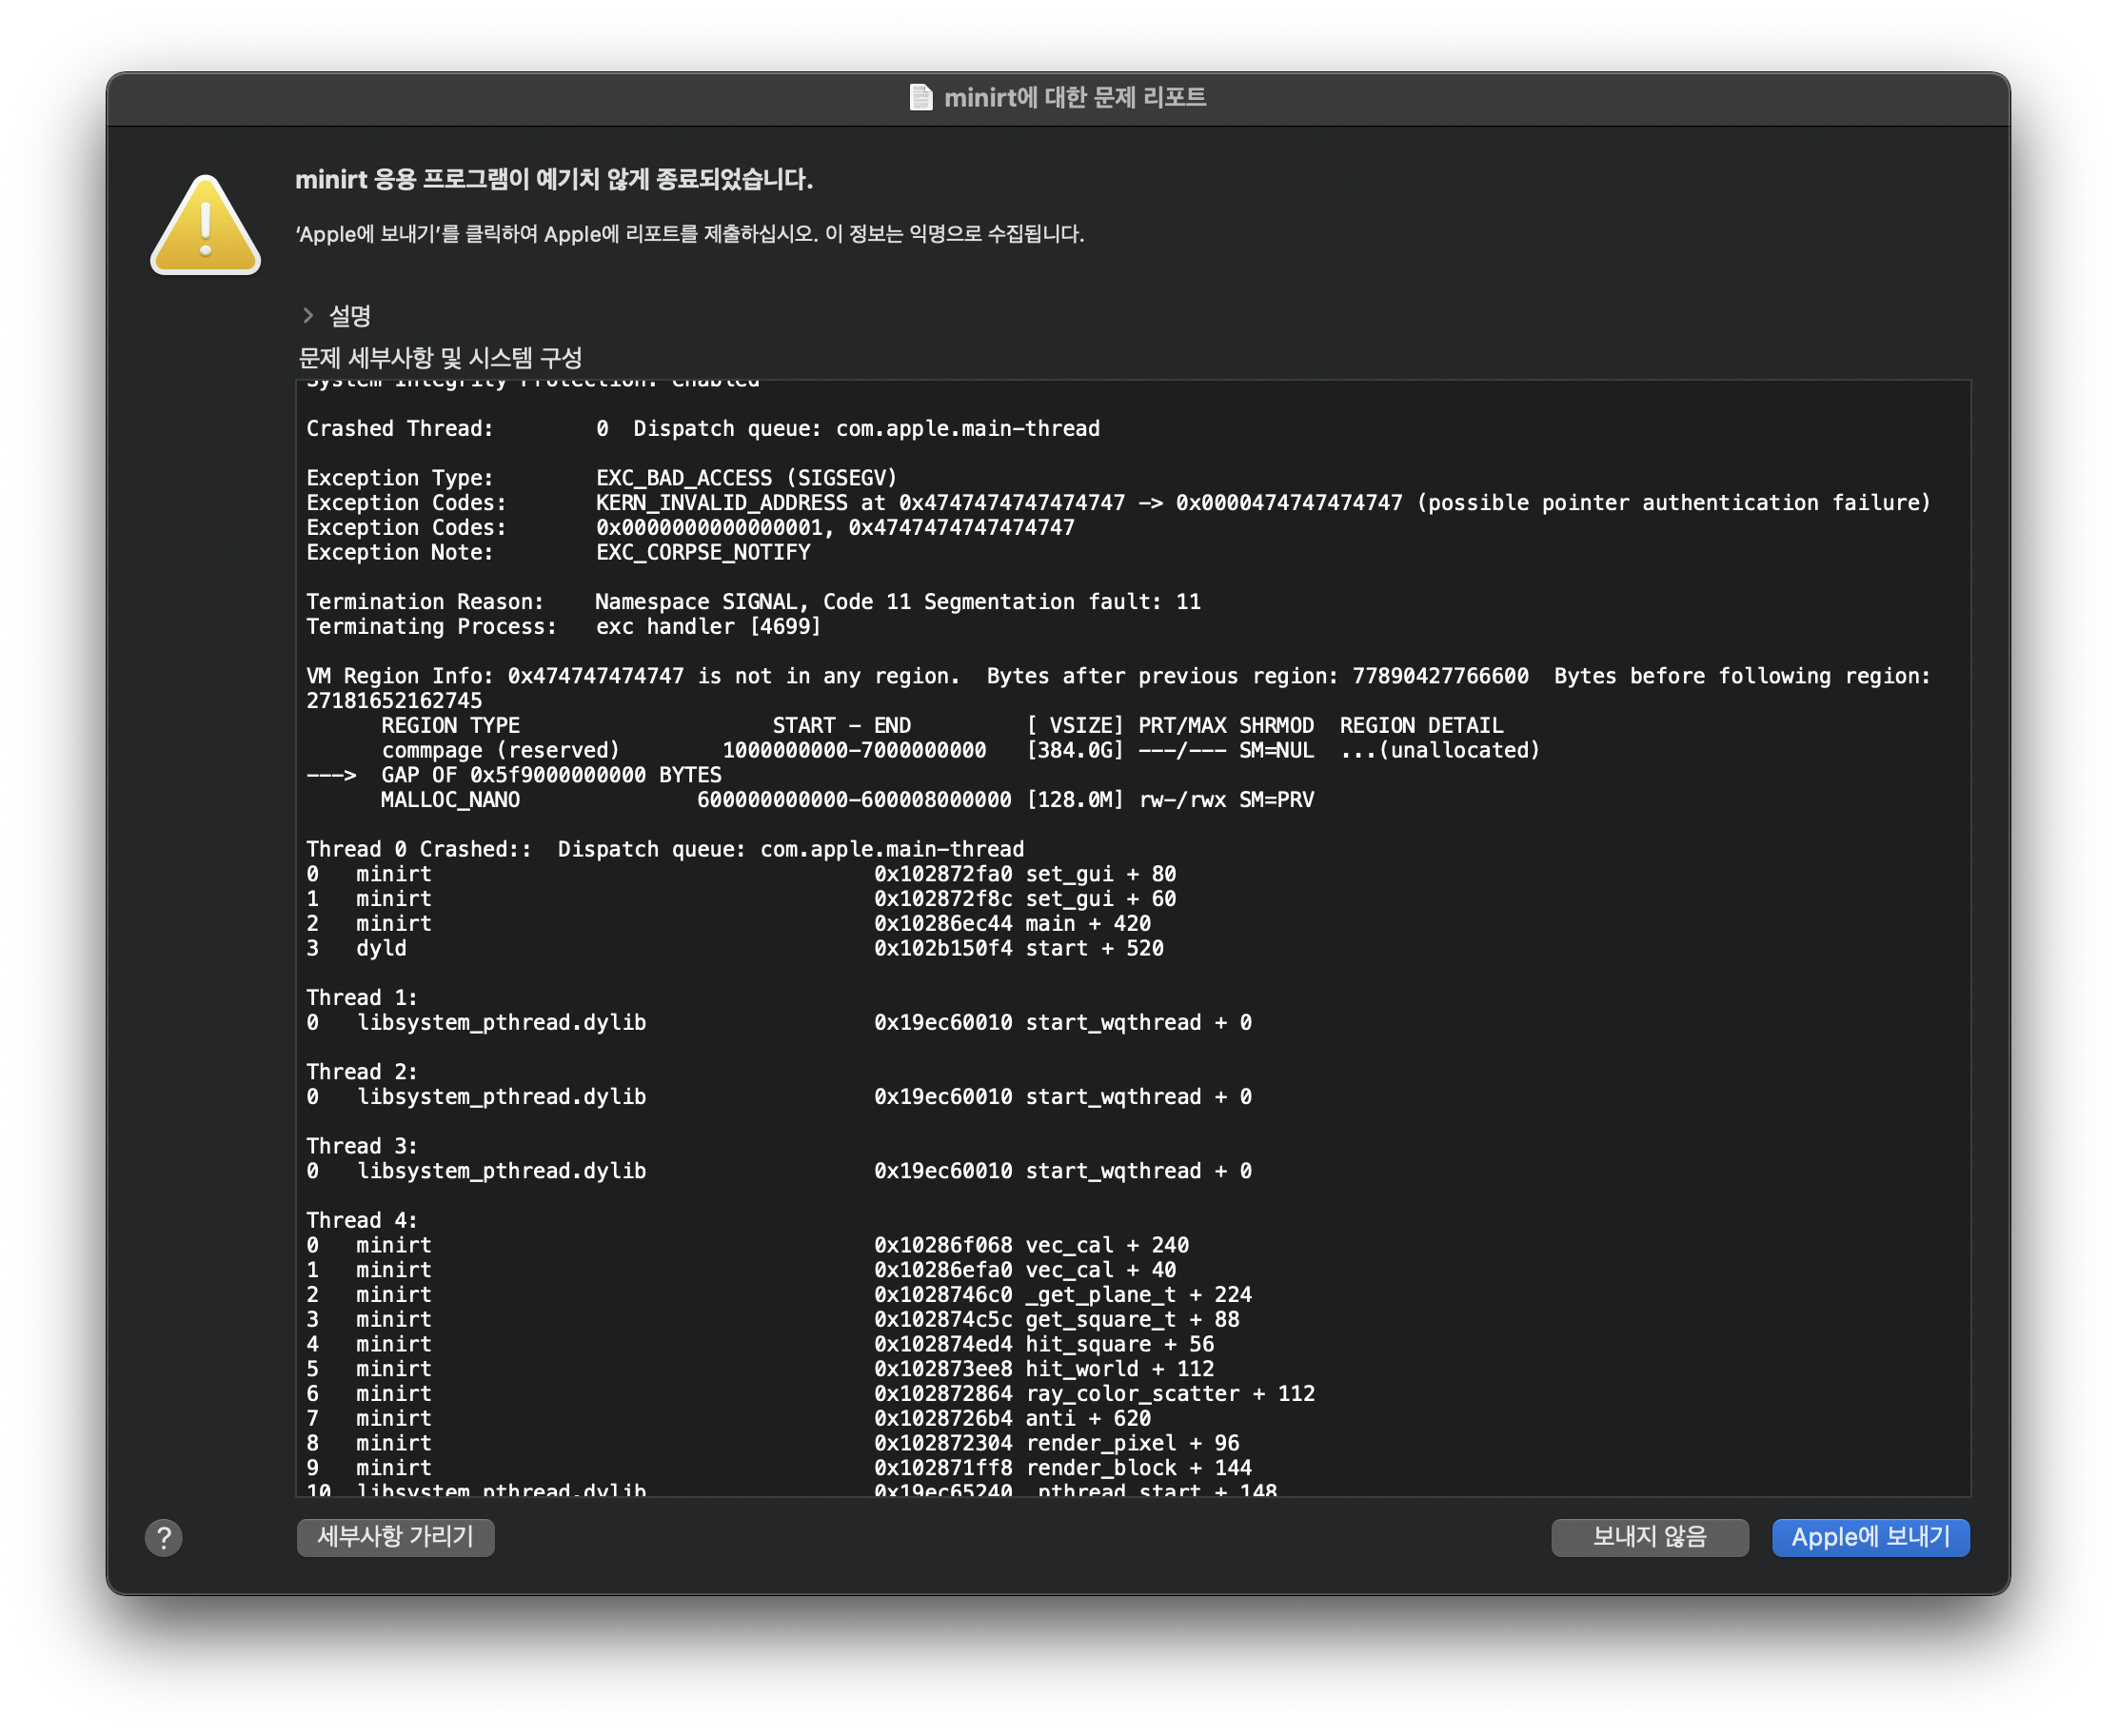 minirt에 대한 문제 리포트
minirt 응용 프로그램이 예기치 않게 종료되었습니다.
‘Apple에 보내기’를 클릭하여 Apple에 리포트를 제출하십시오. 이 정보는 익명으로 수집됩니다.
설명
문제 세부사항 및 시스템 구성
System Integrity Protection: enabled
Crashed Thread:        0  Dispatch queue: com.apple.main-thread
Exception Type:        EXC_BAD_ACCESS (SIGSEGV)
Exception Codes:       KERN_INVALID_ADDRESS at 0x4747474747474747 -> 0x0000474747474747 (possible pointer authentication failure)
Exception Codes:       0x0000000000000001, 0x4747474747474747
Exception Note:        EXC_CORPSE_NOTIFY
Termination Reason:    Namespace SIGNAL, Code 11 Segmentation fault: 11
Terminating Process:   exc handler [4699]
VM Region Info: 0x474747474747 is not in any region.  Bytes after previous region: 77890427766600  Bytes before following region:
27181652162745
REGION TYPE                    START - END         [ VSIZE] PRT/MAX SHRMOD  REGION DETAIL
commpage (reserved)        1000000000-7000000000   [384.0G] ---/--- SM=NUL  ...(unallocated)
--->  GAP OF 0x5f9000000000 BYTES
MALLOC_NANO              600000000000-600008000000 [128.0M] rw-/rwx SM=PRV
Thread 0 Crashed::  Dispatch queue: com.apple.main-thread
0   minirt                                   0x102872fa0 set_gui + 80
1   minirt                                   0x102872f8c set_gui + 60
2   minirt                                   0x10286ec44 main + 420
3   dyld                                     0x102b150f4 start + 520
Thread 1:
0   libsystem_pthread.dylib                  0x19ec60010 start_wqthread + 0
Thread 2:
0   libsystem_pthread.dylib                  0x19ec60010 start_wqthread + 0
Thread 3:
0   libsystem_pthread.dylib                  0x19ec60010 start_wqthread + 0
Thread 4:
0   minirt                                   0x10286f068 vec_cal + 240
1   minirt                                   0x10286efa0 vec_cal + 40
2   minirt                                   0x1028746c0 _get_plane_t + 224
3   minirt                                   0x102874c5c get_square_t + 88
4   minirt                                   0x102874ed4 hit_square + 56
5   minirt                                   0x102873ee8 hit_world + 112
6   minirt                                   0x102872864 ray_color_scatter + 112
7   minirt                                   0x1028726b4 anti + 620
8   minirt                                   0x102872304 render_pixel + 96
9   minirt                                   0x102871ff8 render_block + 144
10  libsystem_pthread.dylib                  0x19ec65240 _pthread_start + 148
?
세부사항 가리기
보내지 않음
Apple에 보내기